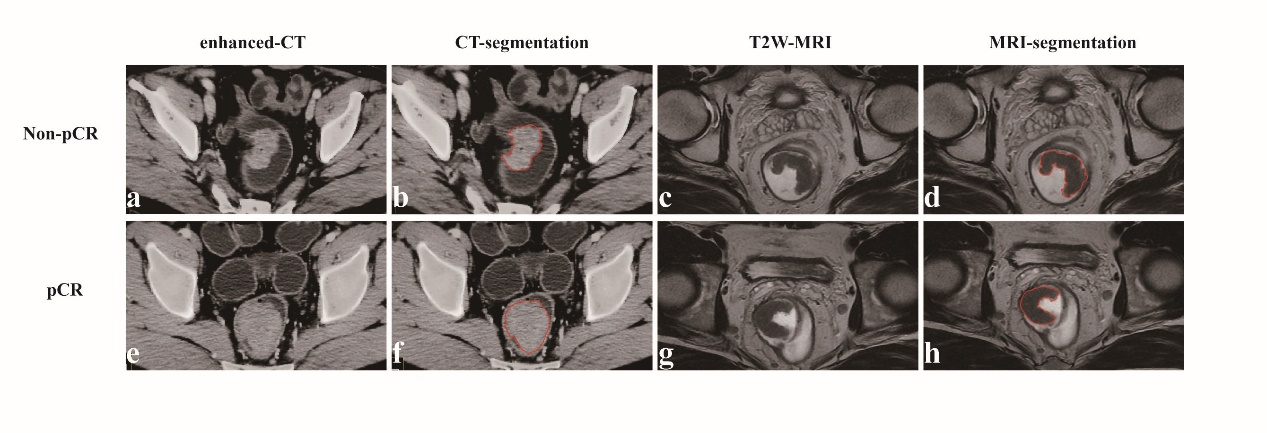 enhanced-CT CT-segmentation T2W-MRI MRI-segmentation
Non-pCR
a b c d
pCR
e f g h